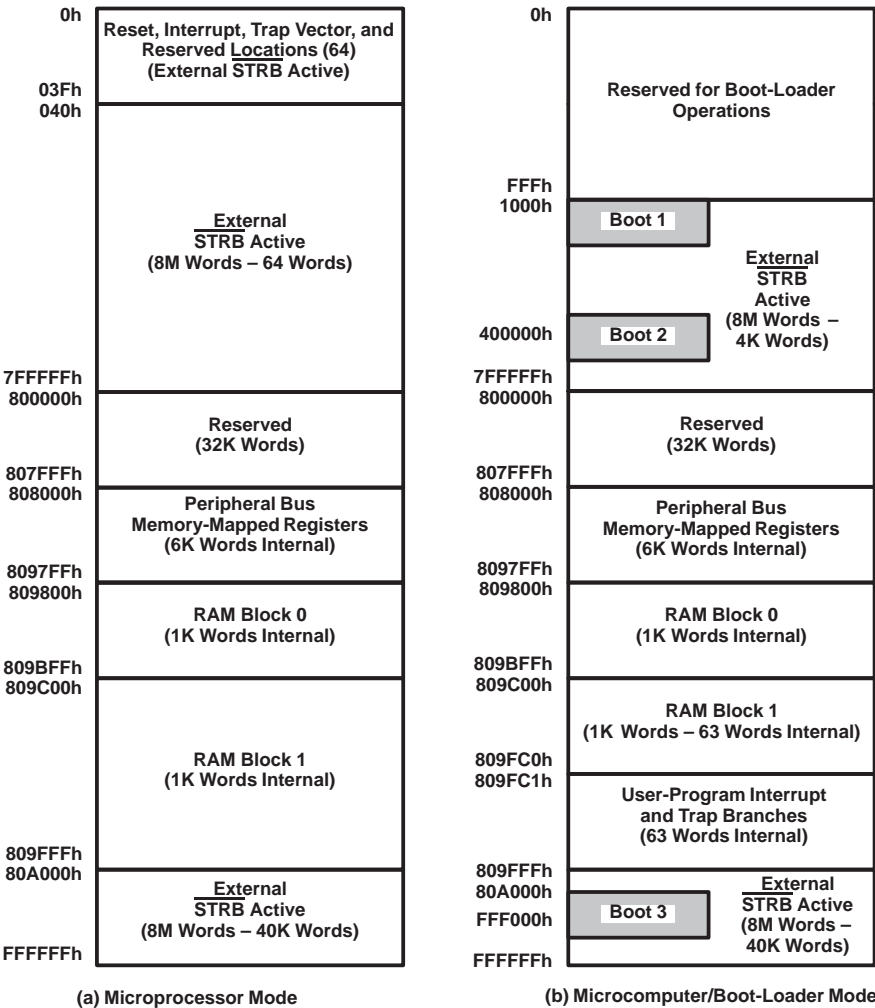 0h
Reset, Interrupt, Trap Vector, and
Reserved Locations (64)
(External STRB Active)
03Fh
040h
External
STRB Active
(8M Words – 64 Words)
7FFFFFh
800000h
Reserved
(32K Words)
807FFFh
808000h
Peripheral Bus
Memory-Mapped Registers
(6K Words Internal)
8097FFh
809800h
RAM Block 0
(1K Words Internal)
809BFFh
809C00h
RAM Block 1
(1K Words Internal)
809FFFh
80A000h
External
STRB Active
(8M Words – 40K Words)
FFFFFFh
(a) Microprocessor Mode
0h
Reserved for Boot-Loader
Operations
FFFh
1000h
Boot 1
External
STRB
Active
(8M Words –
4K Words)
400000h
Boot 2
7FFFFFh
800000h
Reserved
(32K Words)
807FFFh
808000h
Peripheral Bus
Memory-Mapped Registers
(6K Words Internal)
8097FFh
809800h
RAM Block 0
(1K Words Internal)
809BFFh
809C00h
RAM Block 1
(1K Words – 63 Words Internal)
809FC0h
809FC1h
User-Program Interrupt
and Trap Branches
(63 Words Internal)
809FFFh
80A000h
Boot 3
FFF000h
External
STRB Active
(8M Words –
40K Words)
FFFFFFh
(b) Microcomputer/Boot-Loader Mode